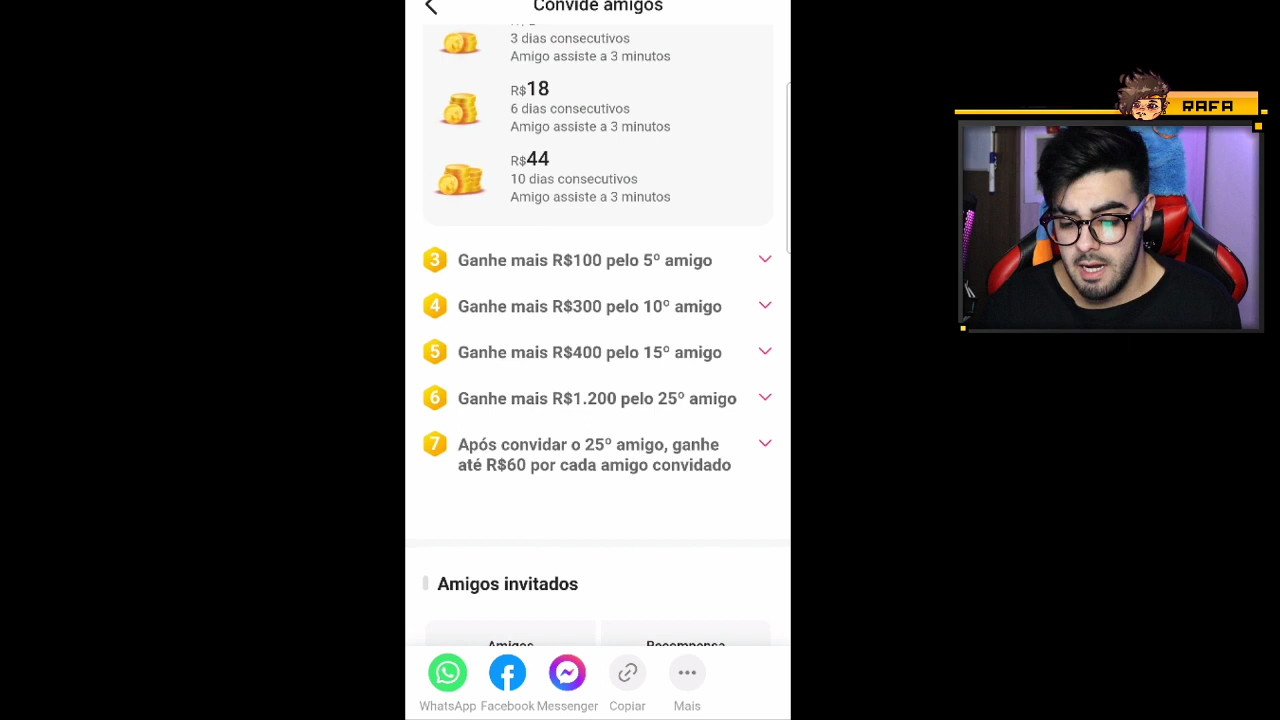 Convide amigos
3 dias consecutivos
Amigo assiste a 3 minutos
R$18
6 dias consecutivos
Amigo assiste a 3 minutos
R$44
10 dias consecutivos
Amigo assiste a 3 minutos
3 Ganhe mais R$100 pelo 5º amigo
4 Ganhe mais R$300 pelo 10º amigo
5 Ganhe mais R$400 pelo 15º amigo
6 Ganhe mais R$1.200 pelo 25º amigo
7 Após convidar o 25º amigo, ganhe
até R$60 por cada amigo convidado
Amigos invitados
Amigos Recompensa
WhatsApp Facebook Messenger Copiar Mais
RAFA